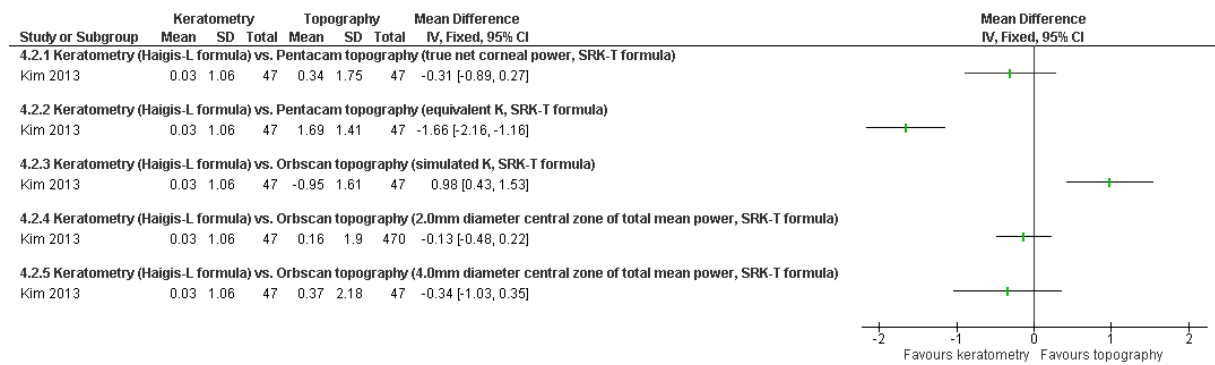 Keratometry Topography Mean Difference Mean Difference
Study or Subgroup Mean SD Total Mean SD Total IV, Fixed, 95% CI IV, Fixed, 95% CI
4.2.1 Keratometry (Haigis-L formula) vs. Pentacam topography (true net corneal power, SRK-T formula)
Kim 2013 0.03 1.06 47 0.34 1.75 47 -0.31 [-0.89, 0.27]
4.2.2 Keratometry (Haigis-L formula) vs. Pentacam topography (equivalent K, SRK-T formula)
Kim 2013 0.03 1.06 47 1.69 1.41 47 -1.66 [-2.16, -1.16]
4.2.3 Keratometry (Haigis-L formula) vs. Orbscan topography (simulated K, SRK-T formula)
Kim 2013 0.03 1.06 47 -0.95 1.61 47 0.98 [0.43, 1.53]
4.2.4 Keratometry (Haigis-L formula) vs. Orbscan topography (2.0mm diameter central zone of total mean power, SRK-T formula)
Kim 2013 0.03 1.06 47 0.16 1.9 470 -0.13 [-0.48, 0.22]
4.2.5 Keratometry (Haigis-L formula) vs. Orbscan topography (4.0mm diameter central zone of total mean power, SRK-T formula)
Kim 2013 0.03 1.06 47 0.37 2.18 47 -0.34 [-1.03, 0.35]
-2 -1 0 1 2
Favours keratometry Favours topography